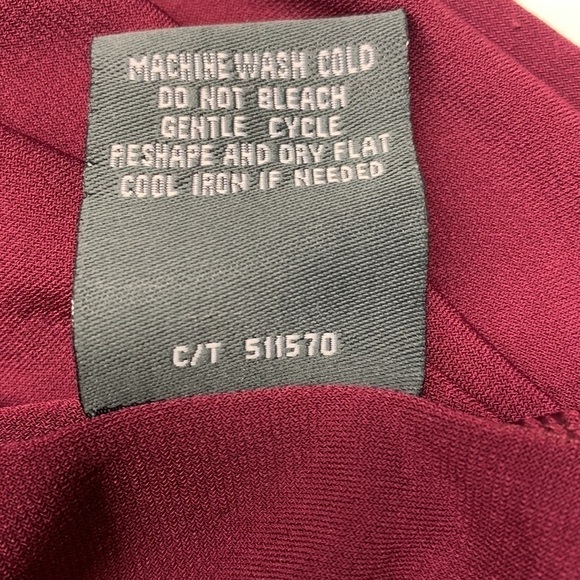 MACHINE WASH COLD
DO NOT BLEACH
GENTLE CYCLE
RESHAPE AND DRY FLAT
COOL IRON IF NEEDED
C/T 511570